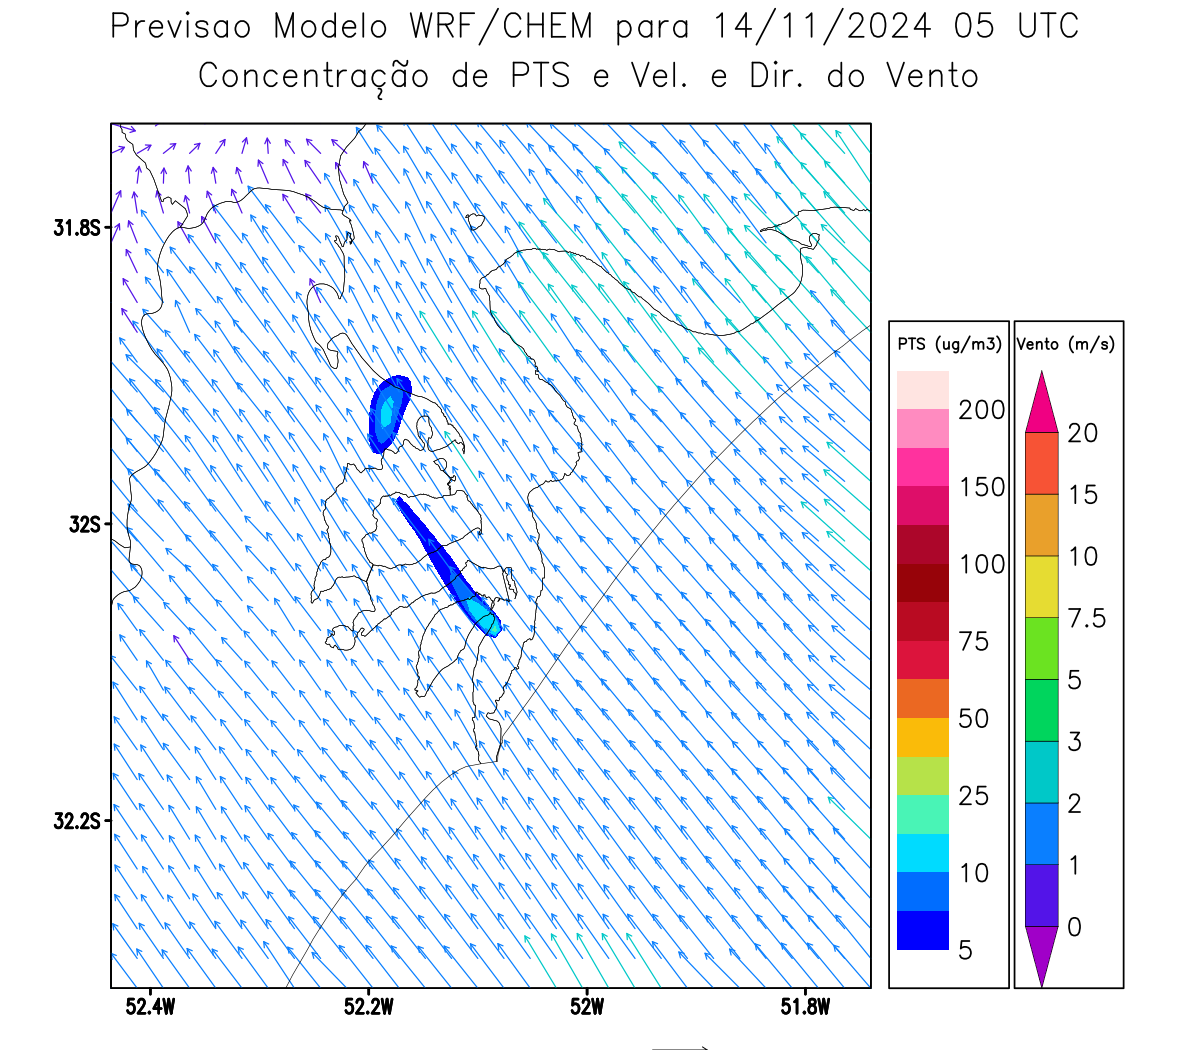 Previsao Modelo WRF/CHEM para 14/11/2024 05 UTC
Concentração de PTS e Vel. e Dir. do Vento
31.8S
32S
32.2S
52.4W
52.2W
52W
51.8W
PTS (ug/m3)
200
150
100
75
50
25
10
5
Vento (m/s)
20
15
10
7.5
5
3
2
1
0